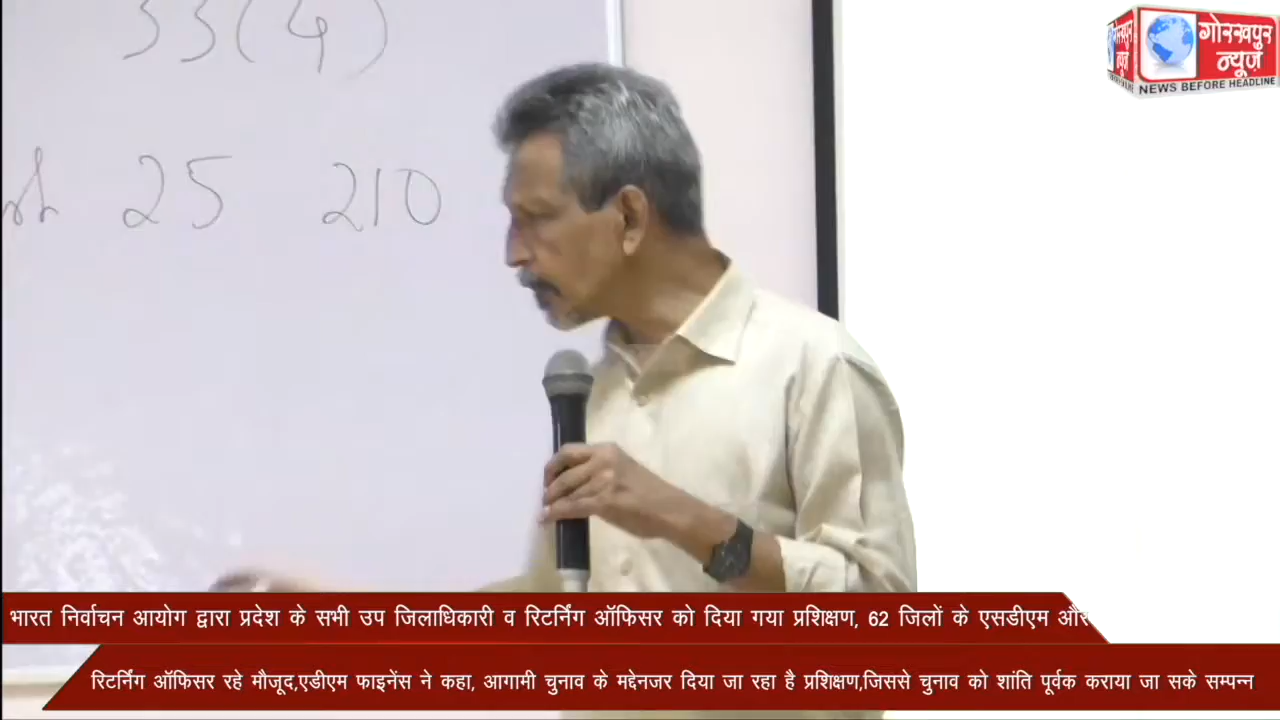 33(4)
25 210
गोरखपुर
न्यूज़
NEWS BEFORE HEADLINE
भारत निर्वाचन आयोग द्वारा प्रदेश के सभी उप जिलाधिकारी व रिटर्निंग ऑफिसर को दिया गया प्रशिक्षण, 62 जिलों के एसडीएम और
रिटर्निंग ऑफिसर रहे मौजूद,एडीएम फाइनेंस ने कहा, आगामी चुनाव के मद्देनजर दिया जा रहा है प्रशिक्षण,जिससे चुनाव को शांति पूर्वक कराया जा सके सम्पन्न